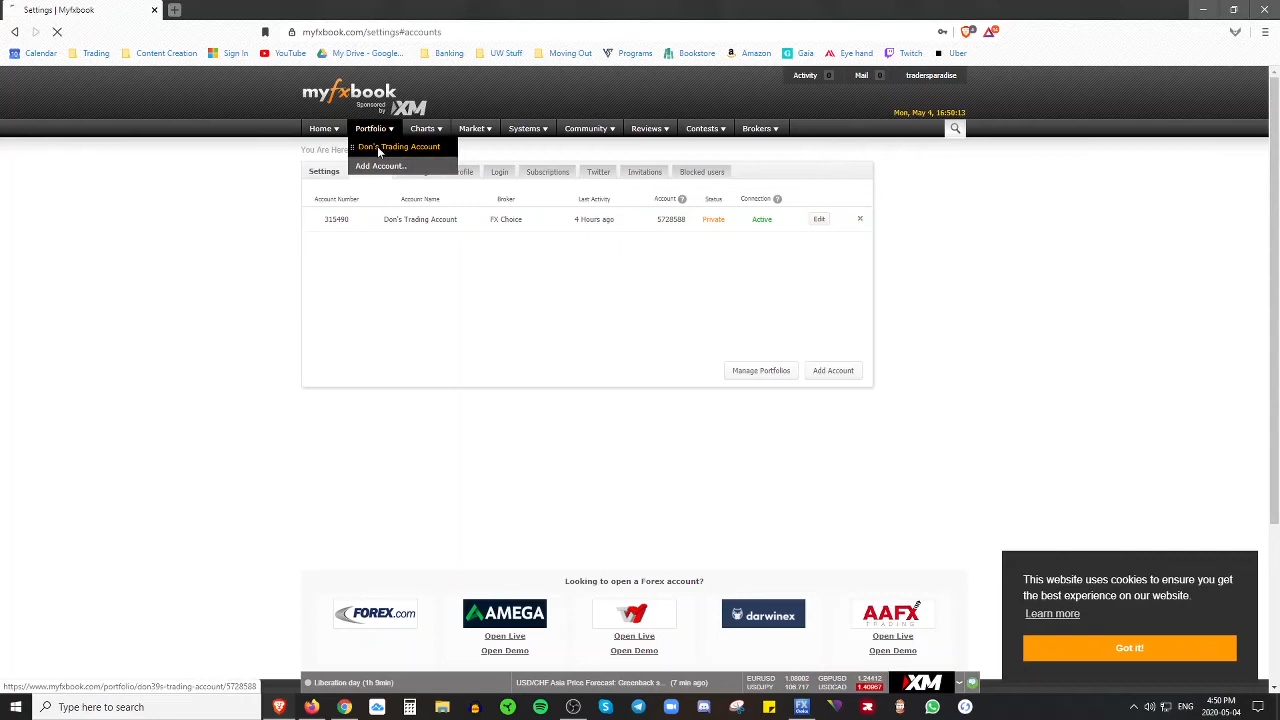 Settings | Myfxbook
myfxbook.com/settings#accounts
Calendar Trading Content Creation Sign In YouTube My Drive - Google... Banking UW Stuff Moving Out Programs Bookstore Amazon Gaia Eye hand Twitch Uber
Activity 0 Mail 0 tradersparadise
myfxbook
Sponsored by XM
Mon, May 4, 16:50:13
Home Portfolio Charts Market Systems Community Reviews Contests Brokers
You Are Here
Don's Trading Account
Add Account..
Settings Login Subscriptions Twitter Invitations Blocked users
Account Number Account Name Broker Last Activity Account ? Status Connection ?
315490 Don's Trading Account FX Choice 4 Hours ago 5728588 Private Active Edit
Manage Portfolios Add Account
Looking to open a Forex account?
FOREX.com AMEGA darwinex AAFX TRADING
Open Live Open Live Open Live
Open Demo Open Demo Open Demo
This website uses cookies to ensure you get
the best experience on our website.
Learn more
Got it!
Liberation day (1h 9min) USD/CHF Asia Price Forecast: Greenback s... (7 min ago)
EURUSD 1.08002 GBPUSD 1.24412
USDJPY 106.717 USDCAD 1.40967
XM
https://www.myfxbook.com/portfolio/don39s-trading-account/5728588
Type here to search
ENG
4:50 PM
2020-05-04